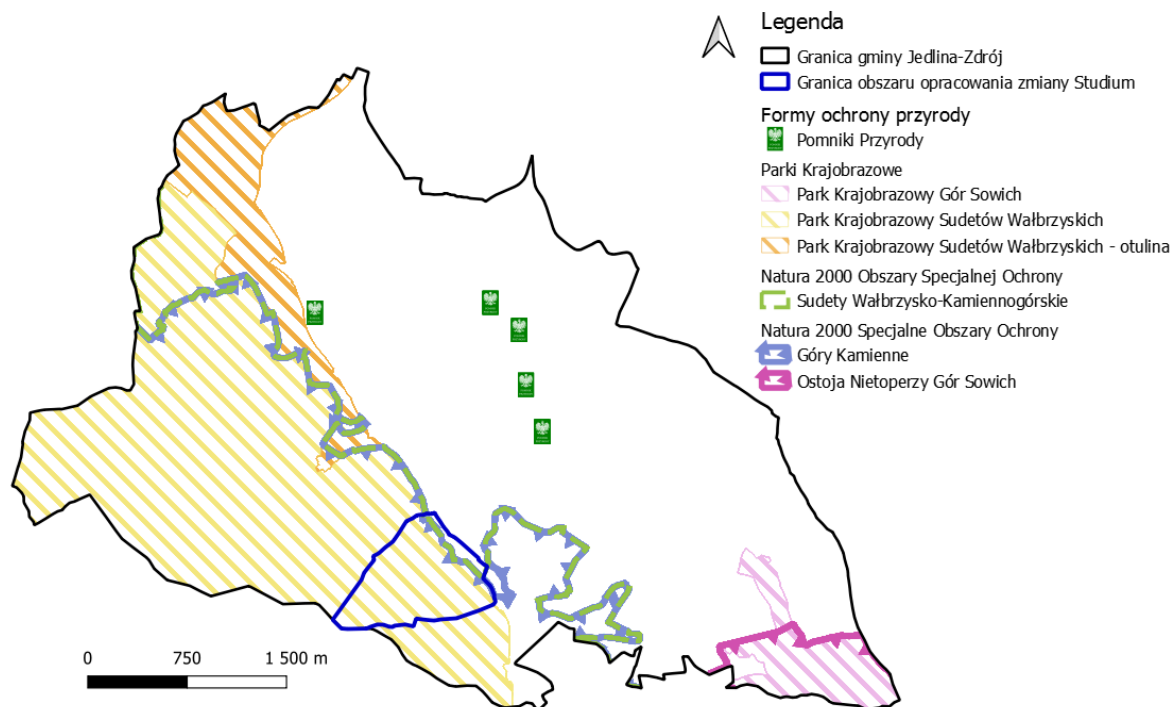 Legenda
Granica gminy Jedlina-Zdrój
Granica obszaru opracowania zmiany Studium
Formy ochrony przyrody
Pomniki Przyrody
Parki Krajobrazowe
Park Krajobrazowy Gór Sowich
Park Krajobrazowy Sudetów Wałbrzyskich
Park Krajobrazowy Sudetów Wałbrzyskich - otulina
Natura 2000 Obszary Specjalnej Ochrony
Sudety Wałbrzysko-Kamiennogórskie
Natura 2000 Specjalne Obszary Ochrony
Góry Kamienne
Ostoja Nietoperzy Gór Sowich
0 750 1 500 m